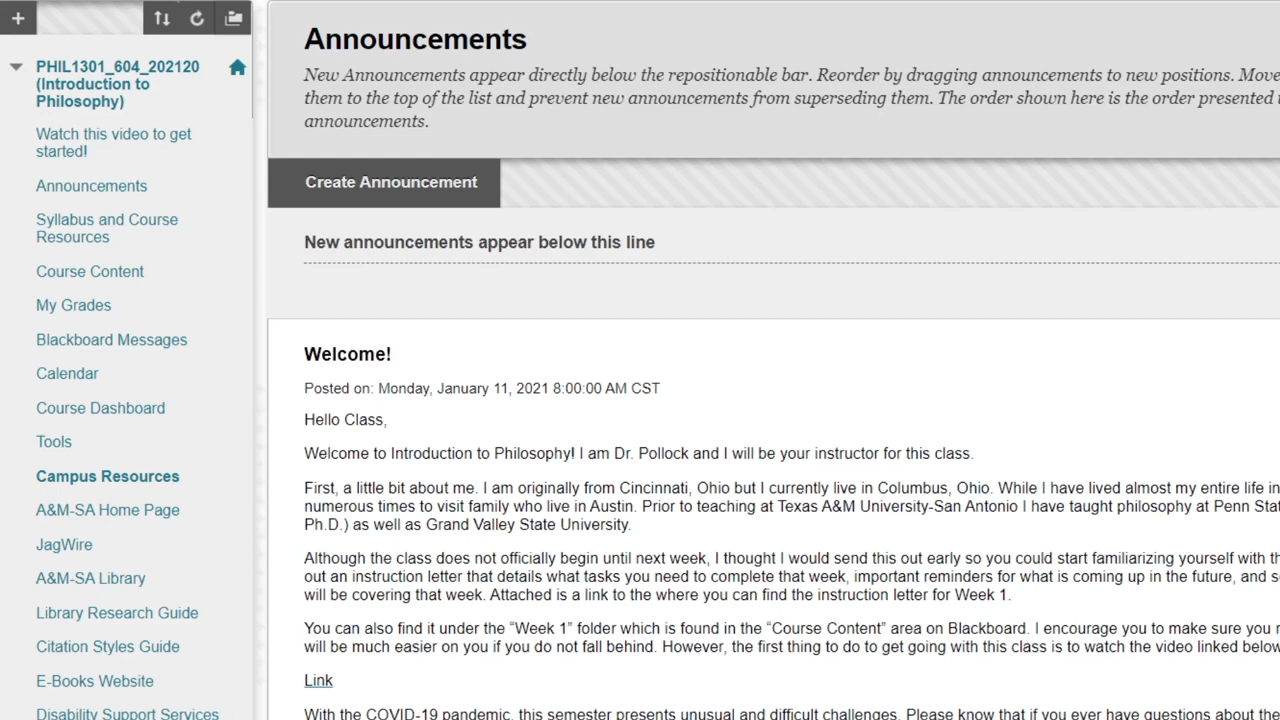 PHIL1301_604_202120
(Introduction to
Philosophy)
Watch this video to get
started!
Announcements
Syllabus and Course
Resources
Course Content
My Grades
Blackboard Messages
Calendar
Course Dashboard
Tools
Campus Resources
A&M-SA Home Page
JagWire
A&M-SA Library
Library Research Guide
Citation Styles Guide
E-Books Website
Disability Support Services
Announcements
New Announcements appear directly below the repositionable bar. Reorder by dragging announcements to new positions. Move
them to the top of the list and prevent new announcements from superseding them. The order shown here is the order presented
announcements.
Create Announcement
New announcements appear below this line
Welcome!
Posted on: Monday, January 11, 2021 8:00:00 AM CST
Hello Class,
Welcome to Introduction to Philosophy! I am Dr. Pollock and I will be your instructor for this class.
First, a little bit about me. I am originally from Cincinnati, Ohio but I currently live in Columbus, Ohio. While I have lived almost my entire life in
numerous times to visit family who live in Austin. Prior to teaching at Texas A&M University-San Antonio I have taught philosophy at Penn
Ph.D.) as well as Grand Valley State University.
Although the class does not officially begin until next week, I thought I would send this out early so you could start familiarizing yourself with
out an instruction letter that details what tasks you need to complete that week, important reminders for what is coming up in the future, and
will be covering that week. Attached is a link to the where you can find the instruction letter for Week 1.
You can also find it under the “Week 1” folder which is found in the “Course Content” area on Blackboard. I encourage you to make sure you
will be much easier on you if you do not fall behind. However, the first thing to do to get going with this class is to watch the video linked below
Link
With the COVID-19 pandemic, this semester presents unusual and difficult challenges. Please know that if you ever have questions about the